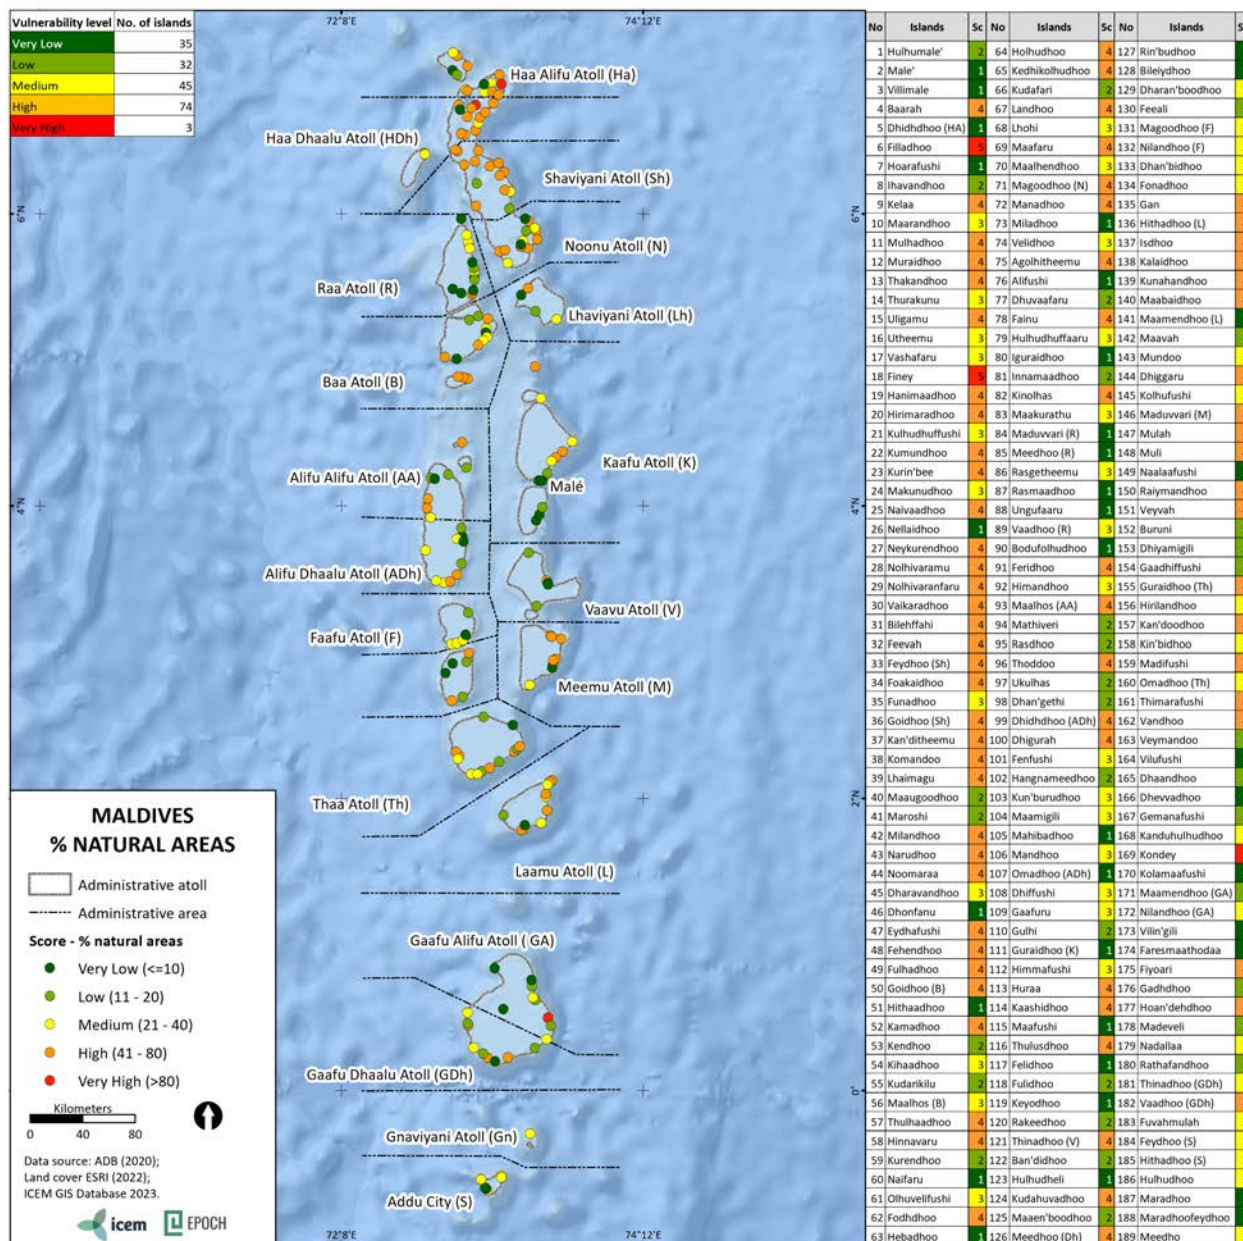 Vulnerability level No. of islands
Very Low 35
Low 32
Medium 45
High 74
Very High 3
72°8'E
74°12'E
Haa Alifu Atoll (Ha)
Haa Dhaalu Atoll (HDh)
Shaviyani Atoll (Sh)
6°N
6°N
Noonu Atoll (N)
Raa Atoll (R)
Lhaviyani Atoll (Lh)
Baa Atoll (B)
Kaafu Atoll (K)
Alifu Alifu Atoll (AA)
Malé
4°N
4°N
Alifu Dhaalu Atoll (ADh)
Vaavu Atoll (V)
Faafu Atoll (F)
Meemu Atoll (M)
2°N
Thaa Atoll (Th)
Laamu Atoll (L)
Gaafu Alifu Atoll ( GA)
Gaafu Dhaalu Atoll (GDh)
0°N
Gnaviyani Atoll (Gn)
Addu City (S)
72°8'E
74°12'E
MALDIVES
% NATURAL AREAS
Administrative atoll
Administrative area
Score - % natural areas
Very Low (<=10)
Low (11 - 20)
Medium (21 - 40)
High (41 - 80)
Very High (>80)
Kilometers
0 40 80
Data source: ADB (2020);
Land cover ESRI (2022);
ICEM GIS Database 2023.
icem EPOCH
No Islands Sc No Islands Sc No Islands S
1 Hulhumale' 2 64 Holhudhoo 4 127 Rin'budhoo
2 Male' 1 65 Kedhikolhudhoo 4 128 Bileiydhoo
3 Villimale 1 66 Kudafari 2 129 Dharan'boodhoo
4 Baarah 4 67 Landhoo 4 130 Feeali
5 Dhidhdhoo (HA) 1 68 Lhohi 3 131 Magoodhoo (F)
6 Filladhoo 5 69 Maafaru 4 132 Nilandhoo (F)
7 Hoarafushi 1 70 Maalhendhoo 3 133 Dhan'bidhoo
8 Ihavandhoo 2 71 Magoodhoo (N) 4 134 Fonadhoo
9 Kelaa 4 72 Manadhoo 4 135 Gan
10 Maarandhoo 3 73 Miladhoo 1 136 Hithadhoo (L)
11 Mulhadhoo 4 74 Velidhoo 3 137 Isdhoo
12 Muraidhoo 4 75 Agolhitheemu 4 138 Kalaidhoo
13 Thakandhoo 4 76 Alifushi 1 139 Kunahandhoo
14 Thurakunu 3 77 Dhuvaafaru 2 140 Maabaidhoo
15 Uligamu 4 78 Fainu 4 141 Maamendhoo (L)
16 Utheemu 3 79 Hulhudhuffaaru 3 142 Maavah
17 Vashafaru 3 80 Iguraidhoo 1 143 Mundoo
18 Finey 5 81 Innamaadhoo 2 144 Dhiggaru
19 Hanimaadhoo 4 82 Kinolhas 4 145 Kolhufushi
20 Hirimaradhoo 4 83 Maakurathu 3 146 Maduvvari (M)
21 Kulhudhuffushi 3 84 Maduvvari (R) 1 147 Mulah
22 Kumundhoo 4 85 Meedhoo (R) 1 148 Muli
23 Kurin'bee 4 86 Rasgetheemu 3 149 Naalaafushi
24 Makunudhoo 3 87 Rasmaadhoo 1 150 Raiymandhoo
25 Naivaadhoo 4 88 Ungufaaru 1 151 Veyvah
26 Nellaidhoo 1 89 Vaadhoo (R) 3 152 Buruni
27 Neykurendhoo 4 90 Bodufolhudhoo 1 153 Dhiyamigili
28 Nolhivaramu 4 91 Feridhoo 4 154 Gaadhiffushi
29 Nolhivaranfaru 4 92 Himandhoo 3 155 Guraidhoo (Th)
30 Vaikaradhoo 4 93 Maalhos (AA) 4 156 Hirilandhoo
31 Bilehffahi 4 94 Mathiveri 2 157 Kan'doodhoo
32 Feevah 4 95 Rasdhoo 2 158 Kin'bidhoo
33 Feydhoo (Sh) 4 96 Thoddoo 4 159 Madifushi
34 Foakaidhoo 4 97 Ukulhas 2 160 Omadhoo (Th)
35 Funadhoo 3 98 Dhan'gethi 2 161 Thimarafushi
36 Goidhoo (Sh) 4 99 Dhidhdhoo (ADh) 4 162 Vandhoo
37 Kan'ditheemu 4 100 Dhigurah 4 163 Veymandoo
38 Komandoo 4 101 Fenfushi 3 164 Vilufushi
39 Lhaimagu 4 102 Hangnameedhoo 2 165 Dhaandhoo
40 Maaugoodhoo 2 103 Kun'burudhoo 3 166 Dhevvadhoo
41 Maroshi 2 104 Maamigili 3 167 Gemanafushi
42 Milandhoo 4 105 Mahibadhoo 1 168 Kanduhulhudhoo
43 Narudhoo 4 106 Mandhoo 3 169 Kondey
44 Noomaraa 4 107 Omadhoo (ADh) 1 170 Kolamaafushi
45 Dharavandhoo 3 108 Dhiffushi 3 171 Maamendhoo (GA)
46 Dhonfanu 1 109 Gaafuru 3 172 Nilandhoo (GA)
47 Eydhafushi 4 110 Gulhi 2 173 Vilin'gili
48 Fehendhoo 4 111 Guraidhoo (K) 1 174 Faresmaathodaa
49 Fulhadhoo 4 112 Himmafushi 3 175 Fiyoari
50 Goidhoo (B) 4 113 Huraa 4 176 Gadhdhoo
51 Hithaadhoo 1 114 Kaashidhoo 4 177 Hoan'dehdhoo
52 Kamadhoo 4 115 Maafushi 1 178 Madeveli
53 Kendhoo 2 116 Thulusdhoo 4 179 Nadallaa
54 Kihaadhoo 3 117 Felidhoo 1 180 Rathafandhoo
55 Kudarikilu 2 118 Fulidhoo 2 181 Thinadhoo (GDh)
56 Maalhos (B) 3 119 Keyodhoo 1 182 Vaadhoo (GDh)
57 Thulhaadhoo 4 120 Rakeedhoo 2 183 Fuvahmulah
58 Hinnavaru 4 121 Thinadhoo (V) 4 184 Feydhoo (S)
59 Kurendhoo 2 122 Ban'didhoo 2 185 Hithadhoo (S)
60 Naifaru 1 123 Hulhudheli 1 186 Hulhudhoo
61 Olhuvelifushi 3 124 Kudahuvadhoo 4 187 Maradhoo
62 Fodhdhoo 4 125 Maaen'boodhoo 2 188 Maradhoofeydhoo
63 Hebadhoo 1 126 Meedhoo (Dh) 4 189 Meedho